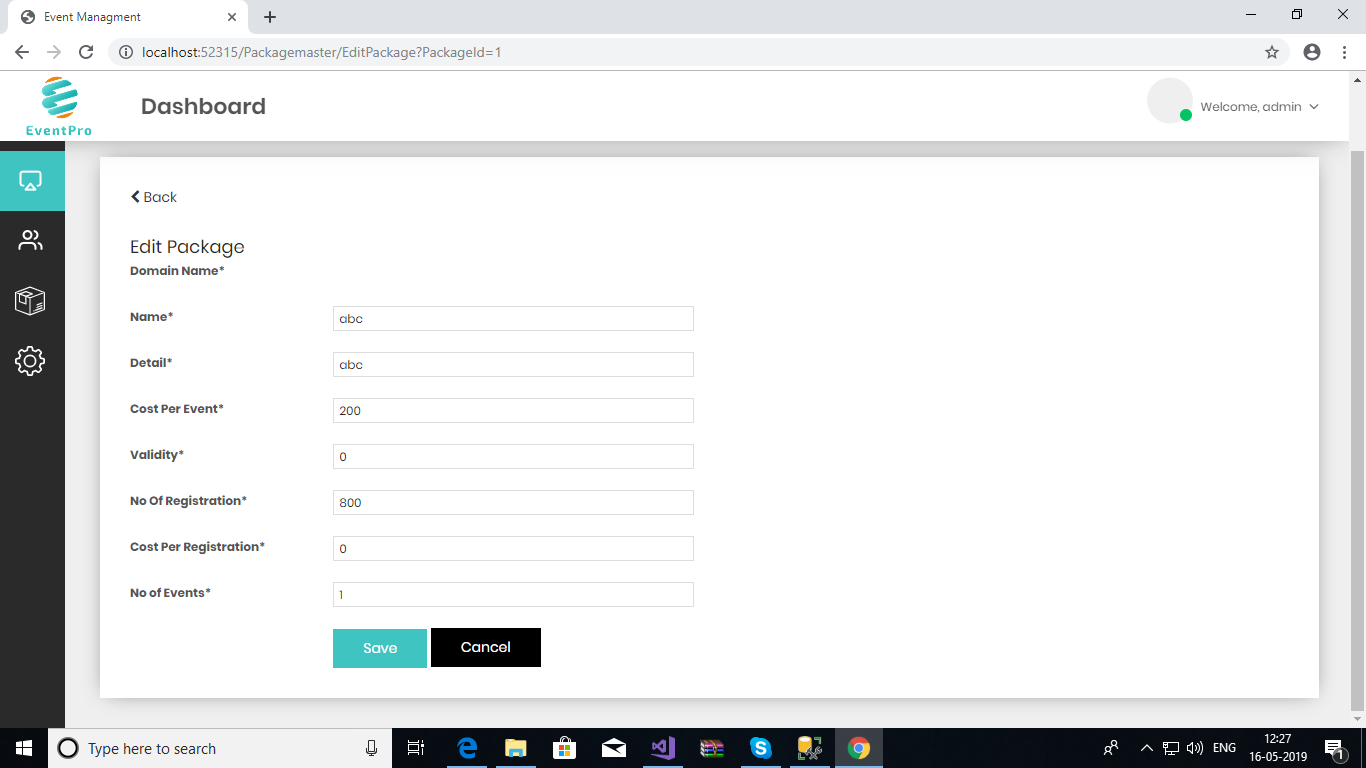 Event Managment
localhost:52315/Packagemaster/EditPackage?PackageId=1
EventPro
Dashboard
Welcome, admin
Back
Edit Package
Domain Name*
Name* abc
Detail* abc
Cost Per Event* 200
Validity* 0
No Of Registration* 800
Cost Per Registration* 0
No of Events* 1
Save Cancel
Type here to search
ENG
12:27
16-05-2019
1